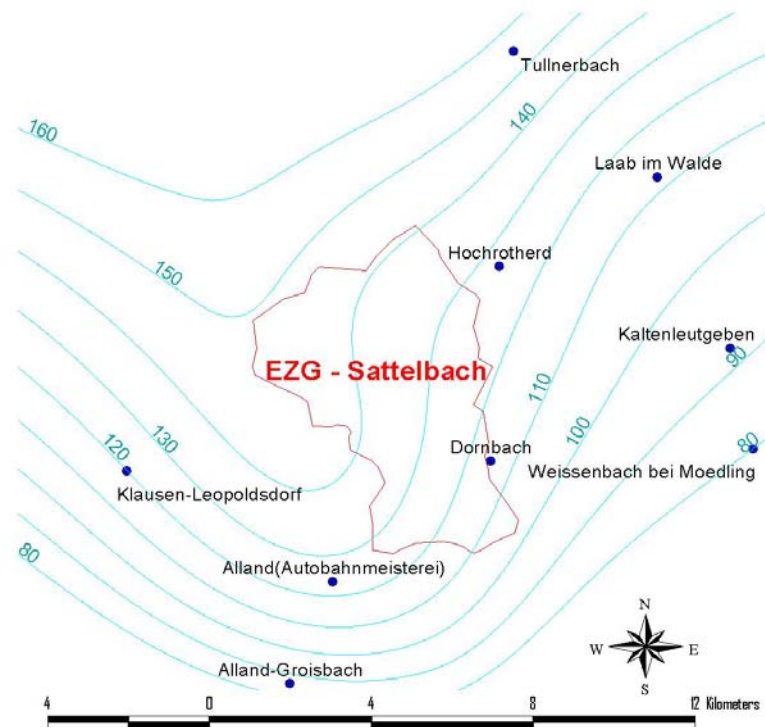 Tullnerbach
160
140
Laab im Walde
Hochrotherd
150
Kaltenleutgeben
90
EZG - Sattelbach
110
100
130
120
Dornbach
80
Weissenbach bei Moedling
Klausen-Leopoldsdorf
80
Alland(Autobahnmeisterei)
N
W E
S
Alland-Groisbach
4 0 4 8 12 Kilometers